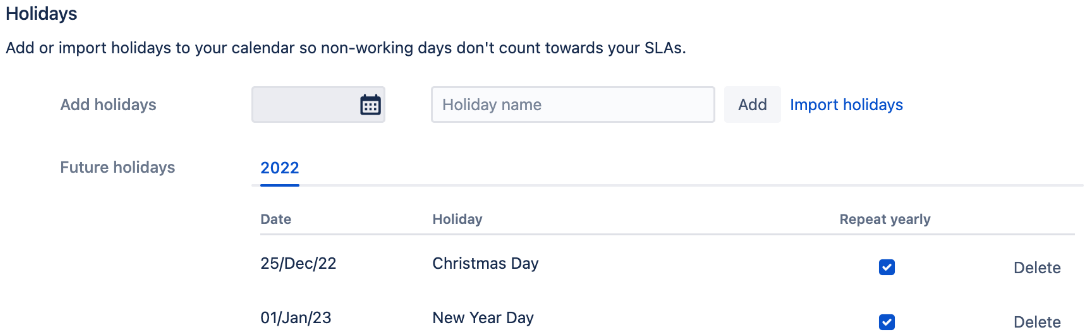 Holidays
Add or import holidays to your calendar so non-working days don't count towards your SLAs.
Add holidays Holiday name Add Import holidays
Future holidays 2022
Date Holiday Repeat yearly
25/Dec/22 Christmas Day Delete
01/Jan/23 New Year Day Delete